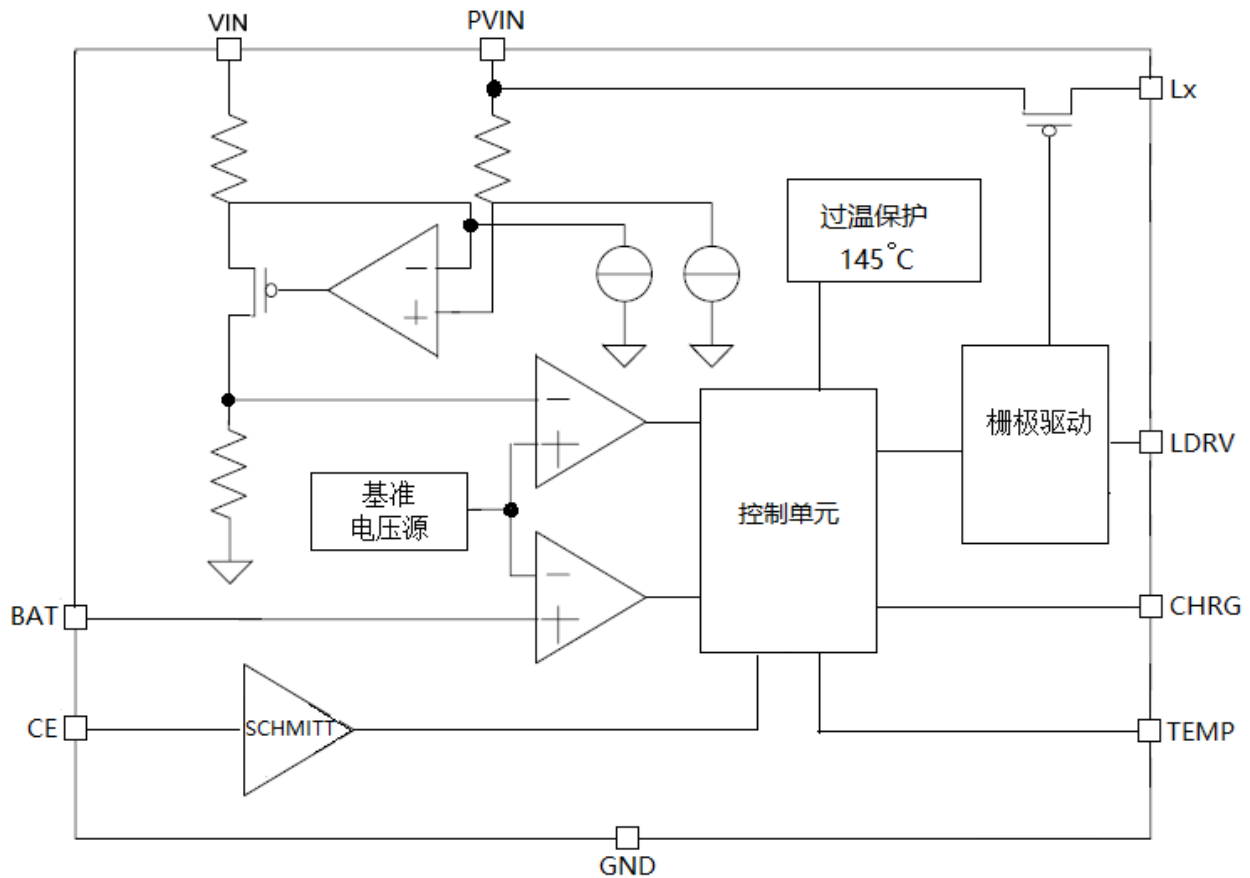 VIN
PVIN
Lx
过温保护
145°C
−
+
栅极驱动
−
+
LDRV
基准
电压源
控制单元
−
+
BAT
CHRG
CE
SCHMITT
TEMP
GND